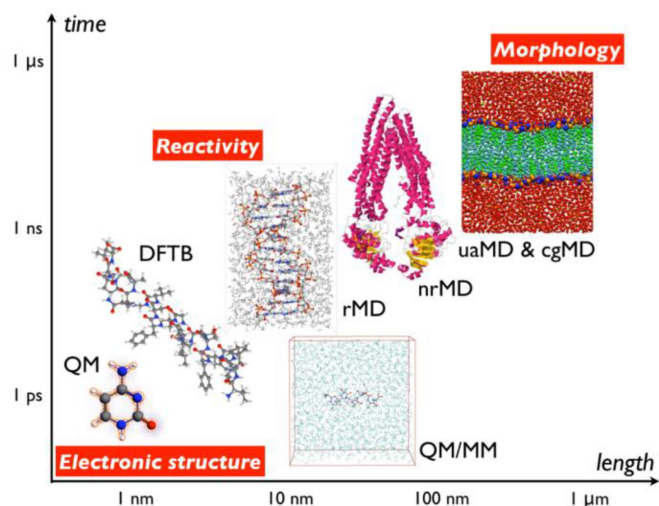 time
1 μs
Morphology
Reactivity
1 ns
DFTB
uaMD & cgMD
rMD
nrMD
QM
1 ps
QM/MM
Electronic structure
length
1 nm
10 nm
100 nm
1 μm